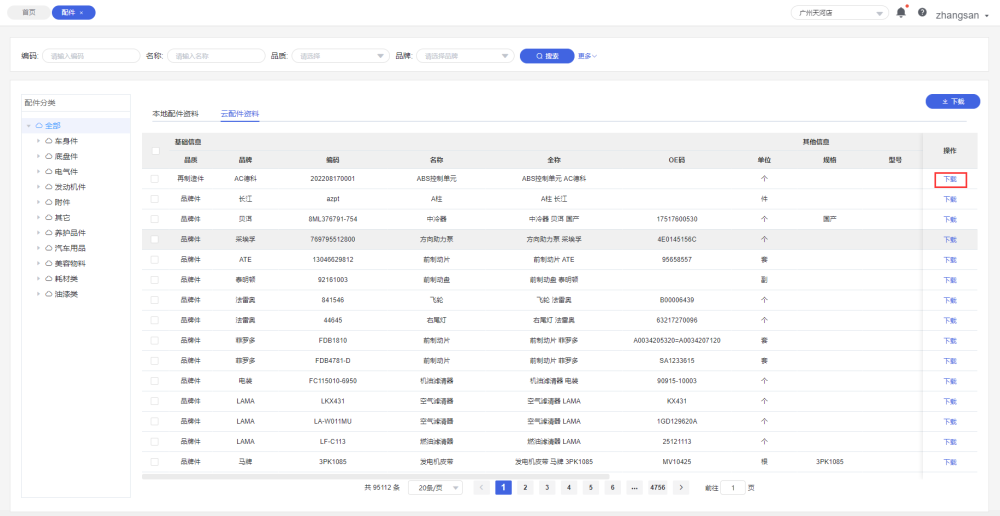 首页 配件 × 广州天河店 zhangsan
编码: 请输入编码 名称: 请输入名称 品质: 请选择 品牌: 请选择品牌 搜索 更多
配件分类
全部
车身件
底盘件
电气件
发动机件
附件
其它
养护品件
汽车用品
美容物料
耗材类
油漆类
下载
本地配件资料 云配件资料
基础信息 其他信息 操作
品质 品牌 编码 名称 全称 OE码 单位 规格 型号
再制造件 AC德科 202208170001 ABS控制单元 ABS控制单元 AC德科 个 下载
品牌件 长江 azpt A柱 A柱 长江 件 下载
品牌件 贝洱 8ML376791-754 中冷器 中冷器 贝洱 国产 17517600530 个 国产 下载
品牌件 采埃孚 769795512800 方向助力泵 方向助力泵 采埃孚 4E0145156C 个 下载
品牌件 ATE 13046629812 前制动片 前制动片 ATE 95658557 套 下载
品牌件 泰明顿 92161003 前制动盘 前制动盘 泰明顿 副 下载
品牌件 法雷奥 841546 飞轮 飞轮 法雷奥 B00006439 个 下载
品牌件 法雷奥 44645 右尾灯 右尾灯 法雷奥 63217270096 个 下载
品牌件 菲罗多 FDB1810 前制动片 前制动片 菲罗多 A0034205320=A0034207120 套 下载
品牌件 菲罗多 FDB4781-D 前制动片 前制动片 菲罗多 SA1233615 套 下载
品牌件 电装 FC115010-6950 机油滤清器 机油滤清器 电装 90915-10003 个 下载
品牌件 LAMA LKX431 空气滤清器 空气滤清器 LAMA KX431 个 下载
品牌件 LAMA LA-W011MU 空气滤清器 空气滤清器 LAMA 1GD129620A 个 下载
品牌件 LAMA LF-C113 燃油滤清器 燃油滤清器 LAMA 25121113 个 下载
品牌件 马牌 3PK1085 发电机皮带 发电机皮带 马牌 3PK1085 MV10425 根 3PK1085 下载
共 95112 条 20条/页 1 2 3 4 5 6 ... 4756 前往 1 页